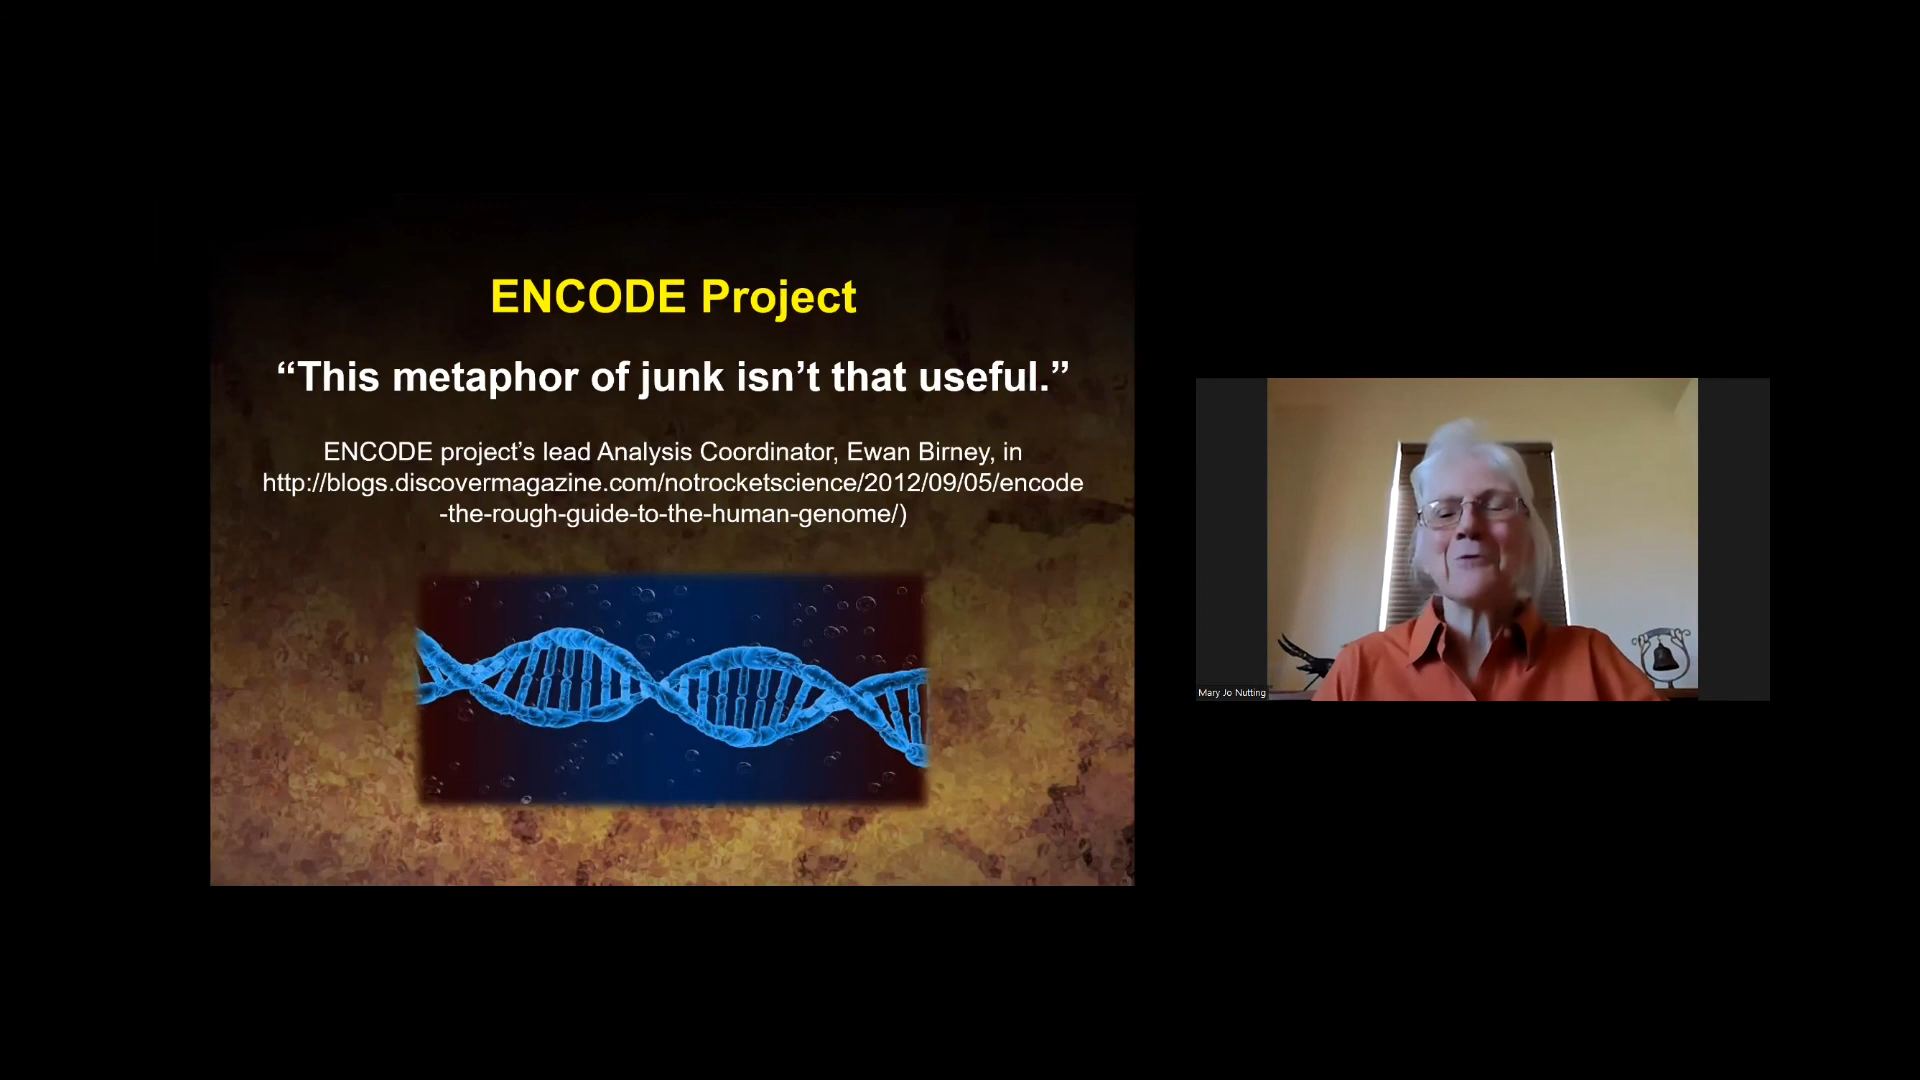 ENCODE Project
“This metaphor of junk isn’t that useful.”
ENCODE project’s lead Analysis Coordinator, Ewan Birney, in
http://blogs.discovermagazine.com/notrocketscience/2012/09/05/encode
-the-rough-guide-to-the-human-genome/)
Mary Jo Nutting